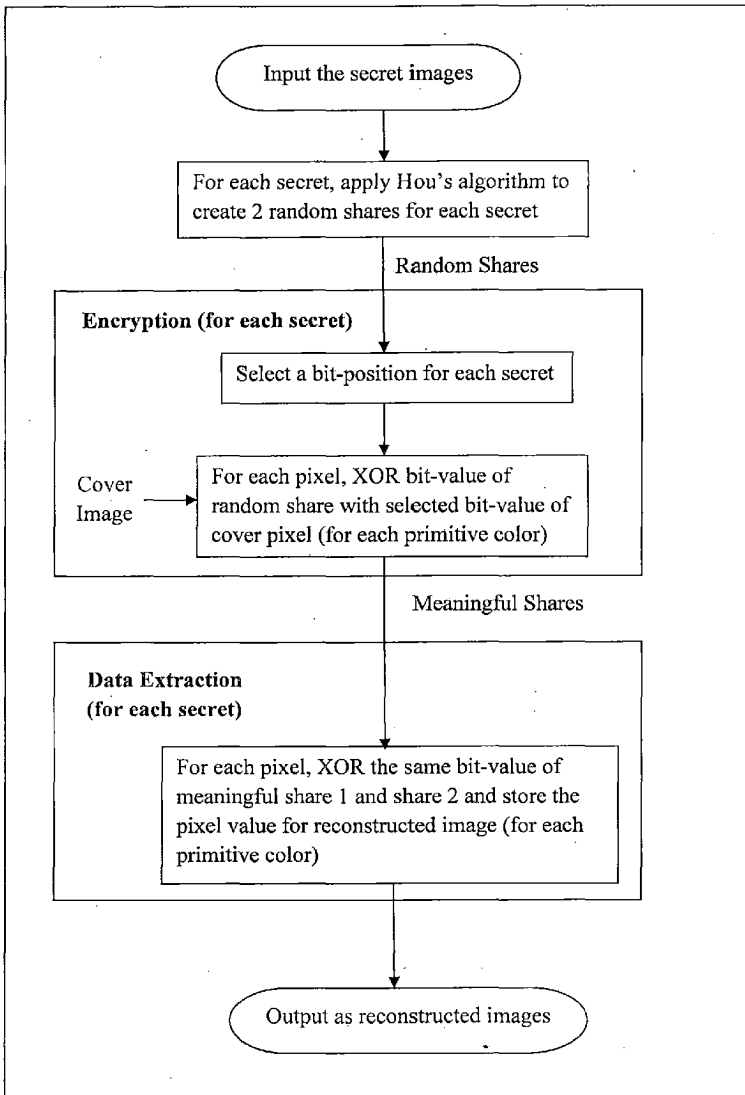 Input the secret images
For each secret, apply Hou's algorithm to
create 2 random shares for each secret
Random Shares
Encryption (for each secret)
Select a bit-position for each secret
Cover
Image
For each pixel, XOR bit-value of
random share with selected bit-value of
cover pixel (for each primitive color)
Meaningful Shares
Data Extraction
(for each secret)
For each pixel, XOR the same bit-value of
meaningful share 1 and share 2 and store the
pixel value for reconstructed image (for each
primitive color)
Output as reconstructed images